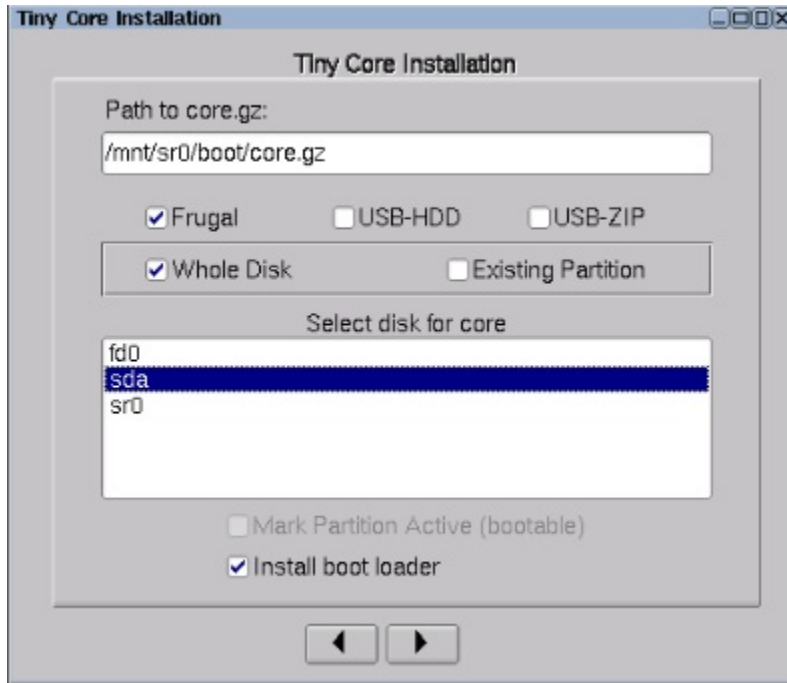 Tiny Core Installation
Tiny Core Installation
Path to core.gz:
/mnt/sr0/boot/core.gz
Frugal USB-HDD USB-ZIP
Whole Disk Existing Partition
Select disk for core
fd0
sda
sr0
Mark Partition Active (bootable)
Install boot loader